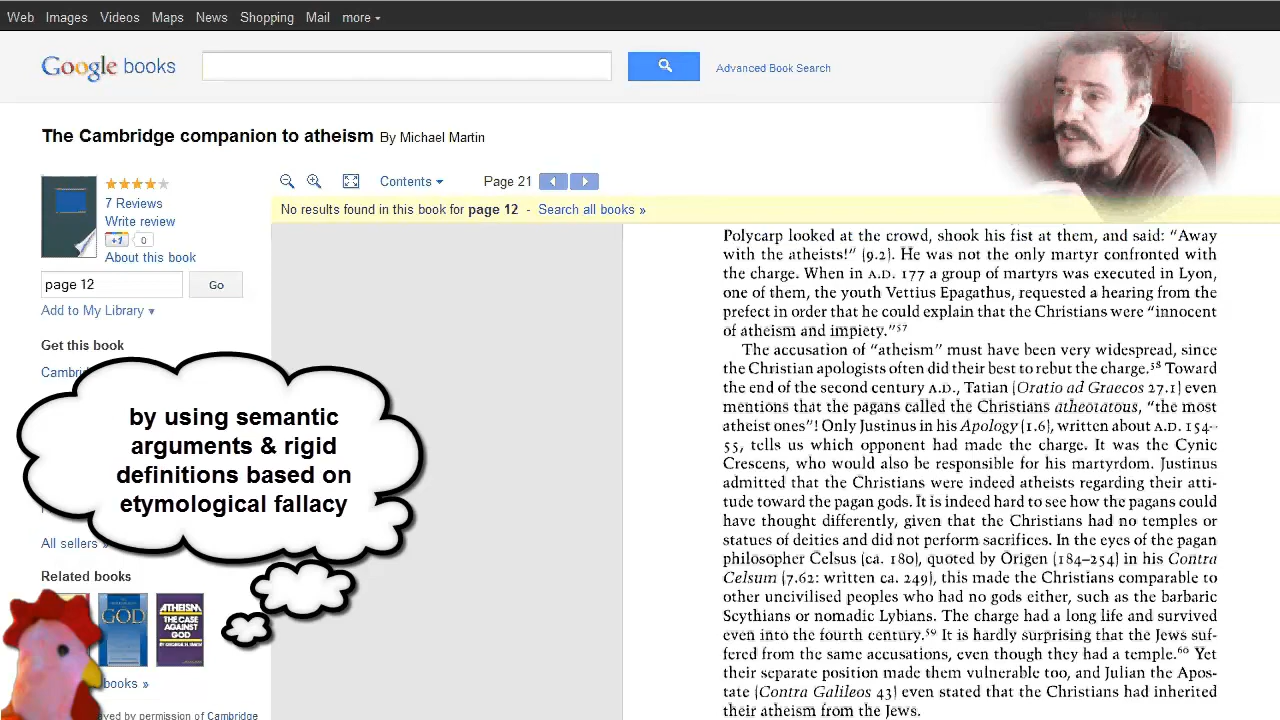 Web Images Videos Maps News Shopping Mail more
Google books
Advanced Book Search
The Cambridge companion to atheism By Michael Martin
7 Reviews
Write review
+1 0
About this book
page 12 Go
Add to My Library
Get this book
All sellers »
Related books
GOD
ATHEISM
THE CASE
AGAINST
GOD
books »
by permission of Cambridge
Contents Page 21
No results found in this book for page 12 - Search all books »
by using semantic
arguments & rigid
definitions based on
etymological fallacy
Polycarp looked at the crowd, shook his fist at them, and said: “Away
with the atheists!” (9.2). He was not the only martyr confronted with
the charge. When in A.D. 177 a group of martyrs was executed in Lyon,
one of them, the youth Vettius Epagathus, requested a hearing from the
prefect in order that he could explain that the Christians were “innocent
of atheism and impiety.”57
The accusation of “atheism” must have been very widespread, since
the Christian apologists often did their best to rebut the charge.58 Toward
the end of the second century A.D., Tatian (Oratio ad Graecos 27.1) even
mentions that the pagans called the Christians atheotatous, “the most
atheist ones”! Only Justinus in his Apology (1.6), written about A.D. 154–
55, tells us which opponent had made the charge. It was the Cynic
Crescens, who would also be responsible for his martyrdom. Justinus
admitted that the Christians were indeed atheists regarding their atti-
tude toward the pagan gods. It is indeed hard to see how the pagans could
have thought differently, given that the Christians had no temples or
statues of deities and did not perform sacrifices. In the eyes of the pagan
philosopher Celsus (ca. 180), quoted by Origen (184–254) in his Contra
Celsum (7.62: written ca. 249), this made the Christians comparable to
other uncivilised peoples who had no gods either, such as the barbaric
Scythians or nomadic Lybians. The charge had a long life and survived
even into the fourth century.59 It is hardly surprising that the Jews suf-
fered from the same accusations, even though they had a temple.60 Yet
their separate position made them vulnerable too, and Julian the Apos-
tate (Contra Galileos 43) even stated that the Christians had inherited
their atheism from the Jews.